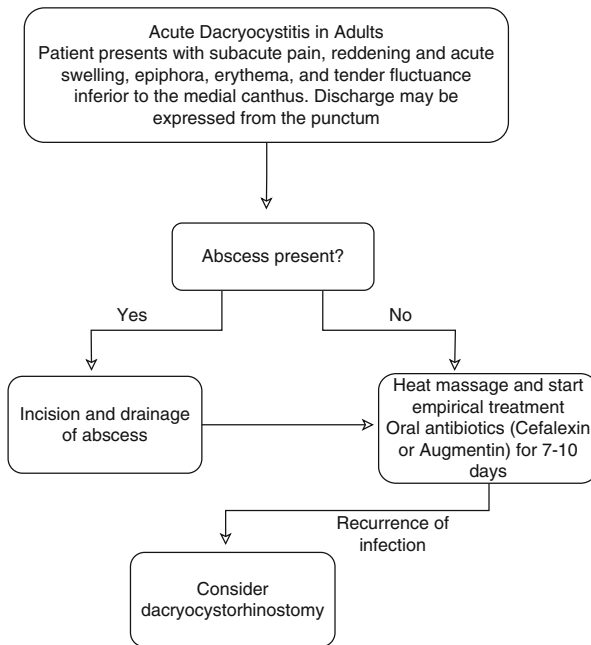 Acute Dacryocystitis in Adults
Patient presents with subacute pain, reddening and acute
swelling, epiphora, erythema, and tender fluctuance
inferior to the medial canthus. Discharge may be
expressed from the punctum
Abscess present?
Yes
No
Incision and drainage
of abscess
Heat massage and start
empirical treatment
Oral antibiotics (Cefalexin
or Augmentin) for 7-10
days
Recurrence of
infection
Consider
dacryocystorhinostomy